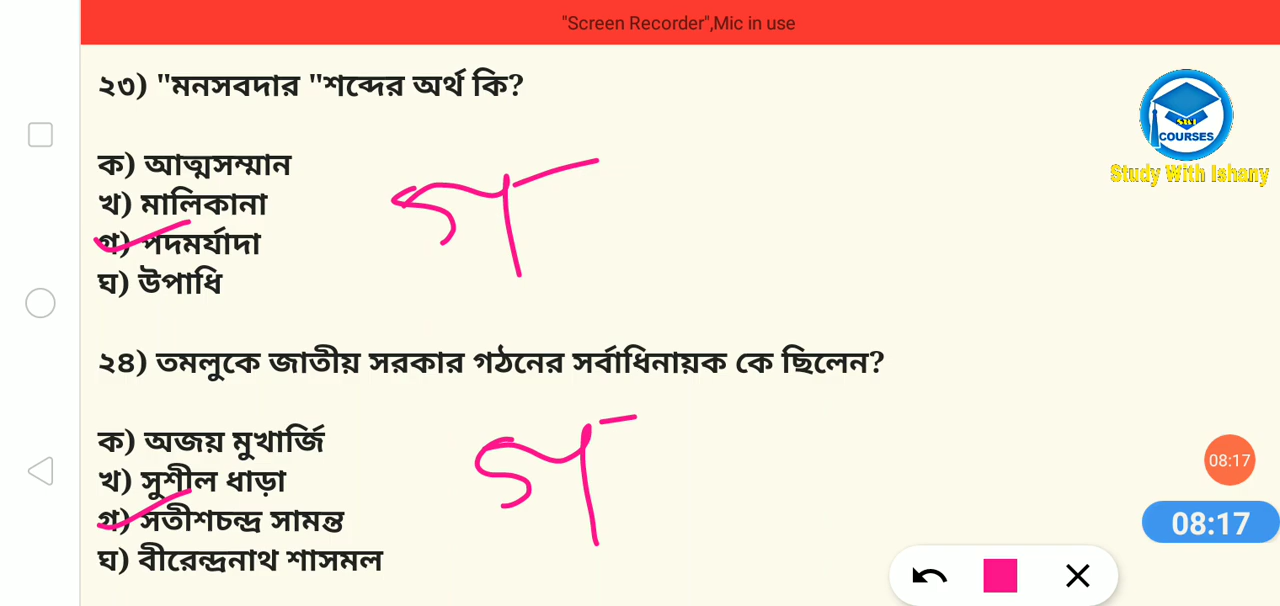 "Screen Recorder",Mic in use
২৩) "মনসবদার "শব্দের অর্থ কি?
ক) আত্মসম্মান
খ) মালিকানা
গ) পদমর্যাদা
ঘ) উপাধি
গ
২৪) তমলুকে জাতীয় সরকার গঠনের সর্বাধিনায়ক কে ছিলেন?
ক) অজয় মুখার্জি
খ) সুশীল ধাড়া
গ) সতীশচন্দ্র সামন্ত
ঘ) বীরেন্দ্রনাথ শাসমল
গ
SWI
COURSES
Study With Ishany
08:17
08:17